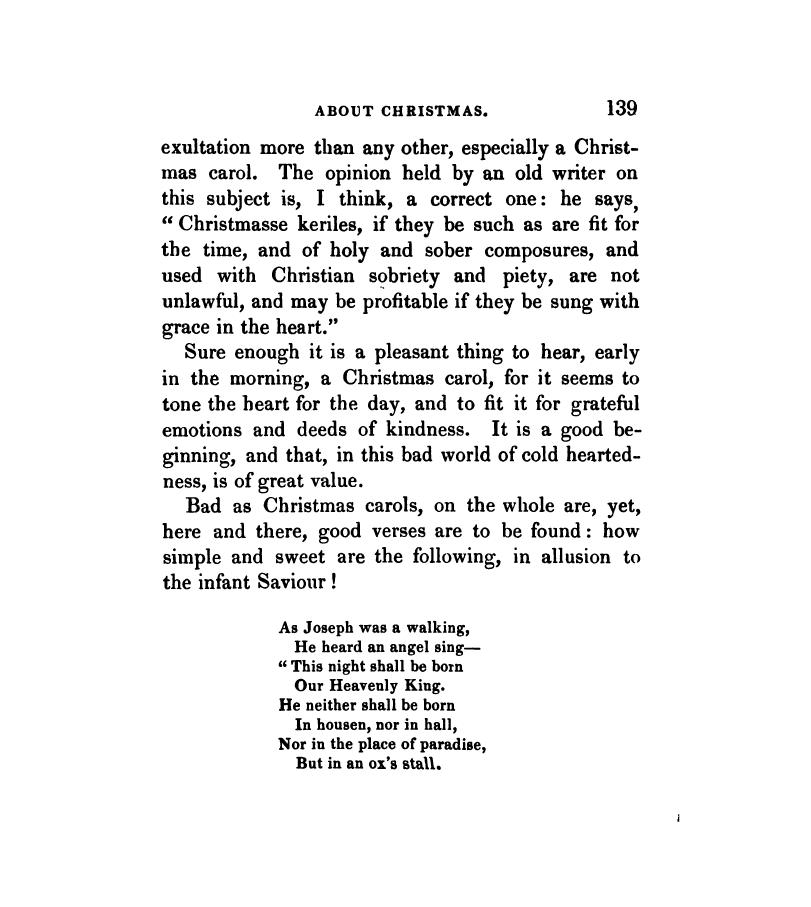 ABOUT CHRISTMAS. 139
exultation more than any other, especially a Christ-
mas carol. The opinion held by an old writer on
this subject is, I think, a correct one: he says,
“ Christmasse keriles, if they be such as are fit for
the time, and of holy and sober composures, and
used with Christian sobriety and piety, are not
unlawful, and may be profitable if they be sung with
grace in the heart.”
Sure enough it is a pleasant thing to hear, early
in the morning, a Christmas carol, for it seems to
tone the heart for the day, and to fit it for grateful
emotions and deeds of kindness. It is a good be-
ginning, and that, in this bad world of cold hearted-
ness, is of great value.
Bad as Christmas carols, on the whole are, yet,
here and there, good verses are to be found: how
simple and sweet are the following, in allusion to
the infant Saviour!
As Joseph was a walking,
He heard an angel sing—
“ This night shall be born
Our Heavenly King.
He neither shall be born
In housen, nor in hall,
Nor in the place of paradise,
But in an ox's stall.